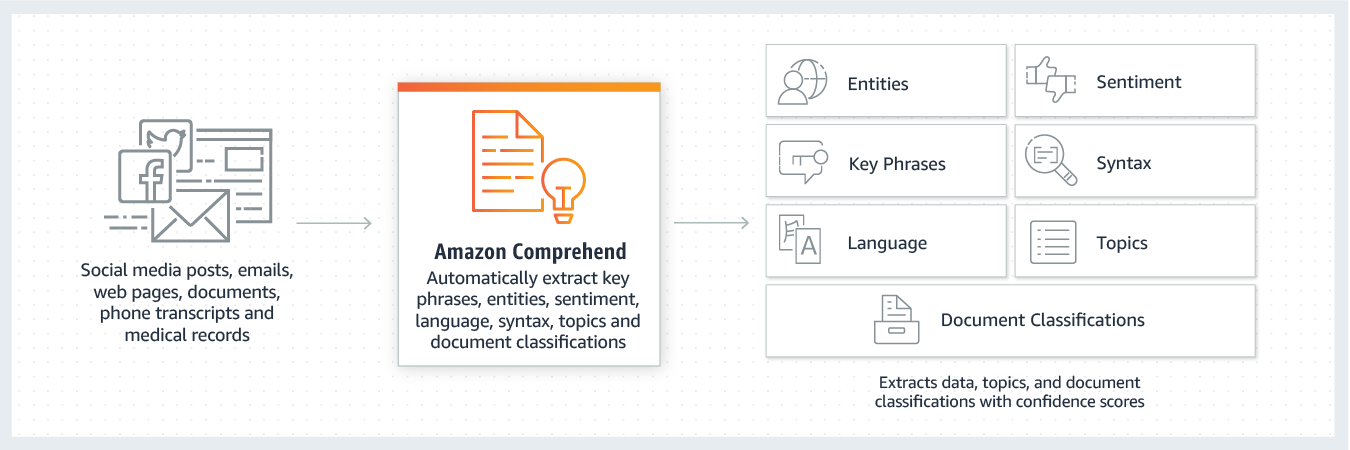 Social media posts, emails,
web pages, documents,
phone transcripts and
medical records
Amazon Comprehend
Automatically extract key
phrases, entities, sentiment,
language, syntax, topics and
document classifications
Entities
Sentiment
Key Phrases
Syntax
Language
A
Topics
Document Classifications
Extracts data, topics, and document
classifications with confidence scores